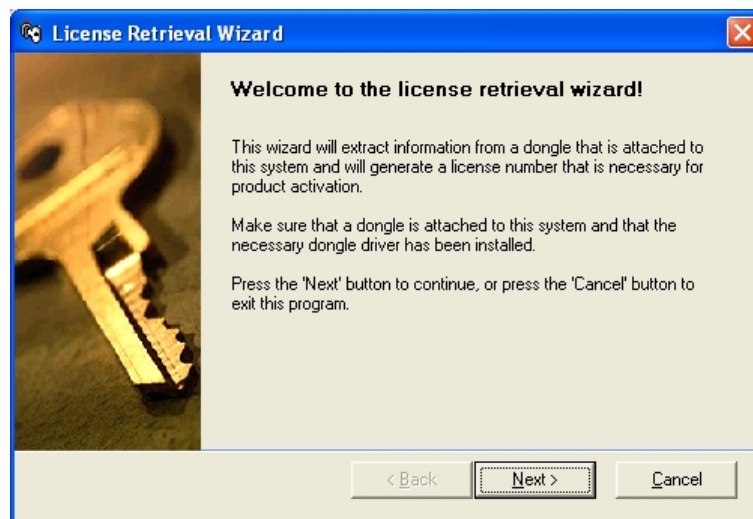 License Retrieval Wizard
Welcome to the license retrieval wizard!
This wizard will extract information from a dongle that is attached to
this system and will generate a license number that is necessary for
product activation.
Make sure that a dongle is attached to this system and that the
necessary dongle driver has been installed.
Press the 'Next' button to continue, or press the 'Cancel' button to
exit this program.
< Back
Next >
Cancel